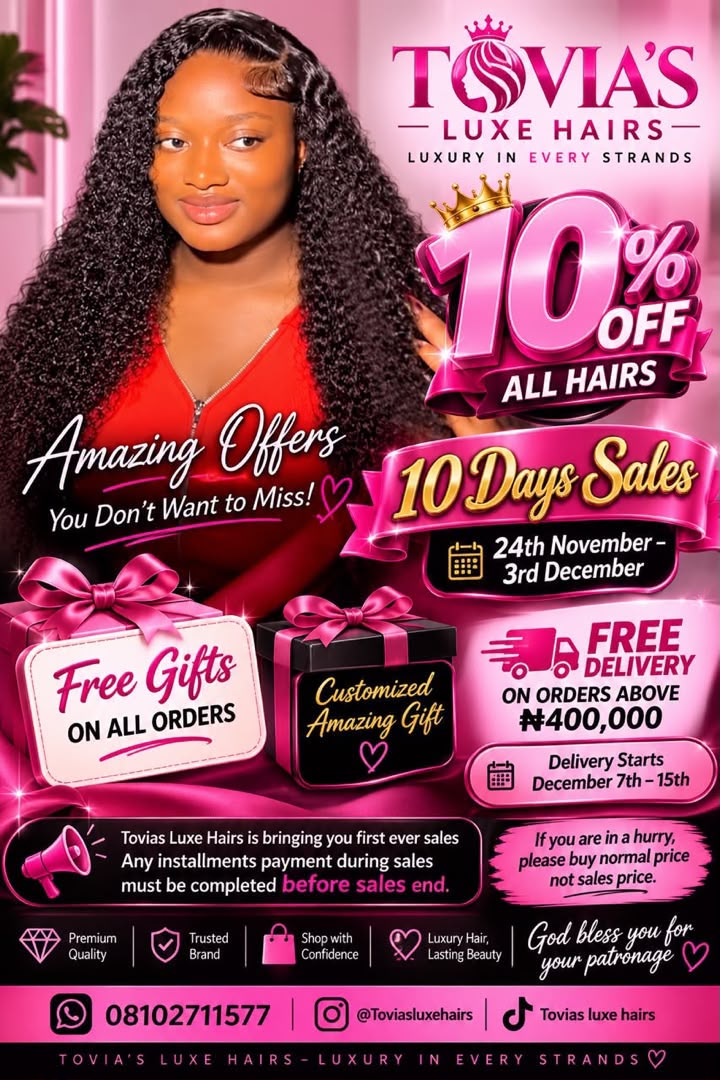 TOVIA'S
LUXE HAIRS
LUXURY IN EVERY STRANDS
10% OFF
ALL HAIRS
Amazing Offers
You Don't Want to Miss!
10 Days Sales
24th November –
3rd December
Free Gifts
ON ALL ORDERS
Customized
Amazing Gift
FREE
DELIVERY
ON ORDERS ABOVE
₦400,000
Delivery Starts
December 7th – 15th
Tovias Luxe Hairs is bringing you first ever sales
Any installments payment during sales
must be completed before sales end.
If you are in a hurry,
please buy normal price
not sales price.
Premium
Quality
Trusted
Brand
Shop with
Confidence
Luxury Hair,
Lasting Beauty
God bless you for
your patronage
08102711577
@Toviasluxehairs
Tovias luxe hairs
TOVIA'S LUXE HAIRS – LUXURY IN EVERY STRANDS